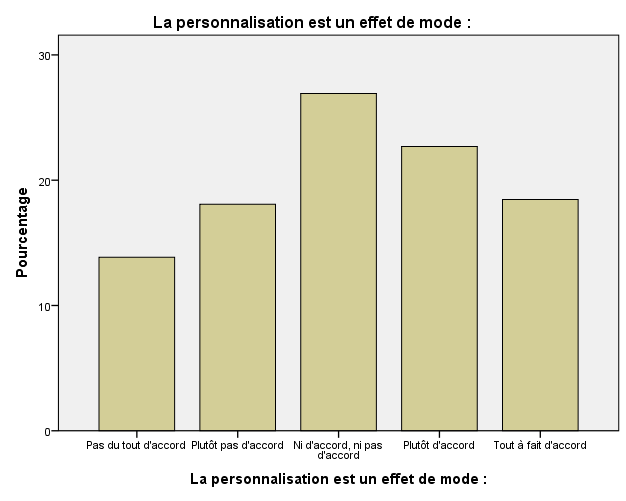 La personnalisation est un effet de mode :
30
20
10
0
Pourcentage
Pas du tout d'accord
Plutôt pas d'accord
Ni d'accord, ni pas
d'accord
Plutôt d'accord
Tout à fait d'accord
La personnalisation est un effet de mode :